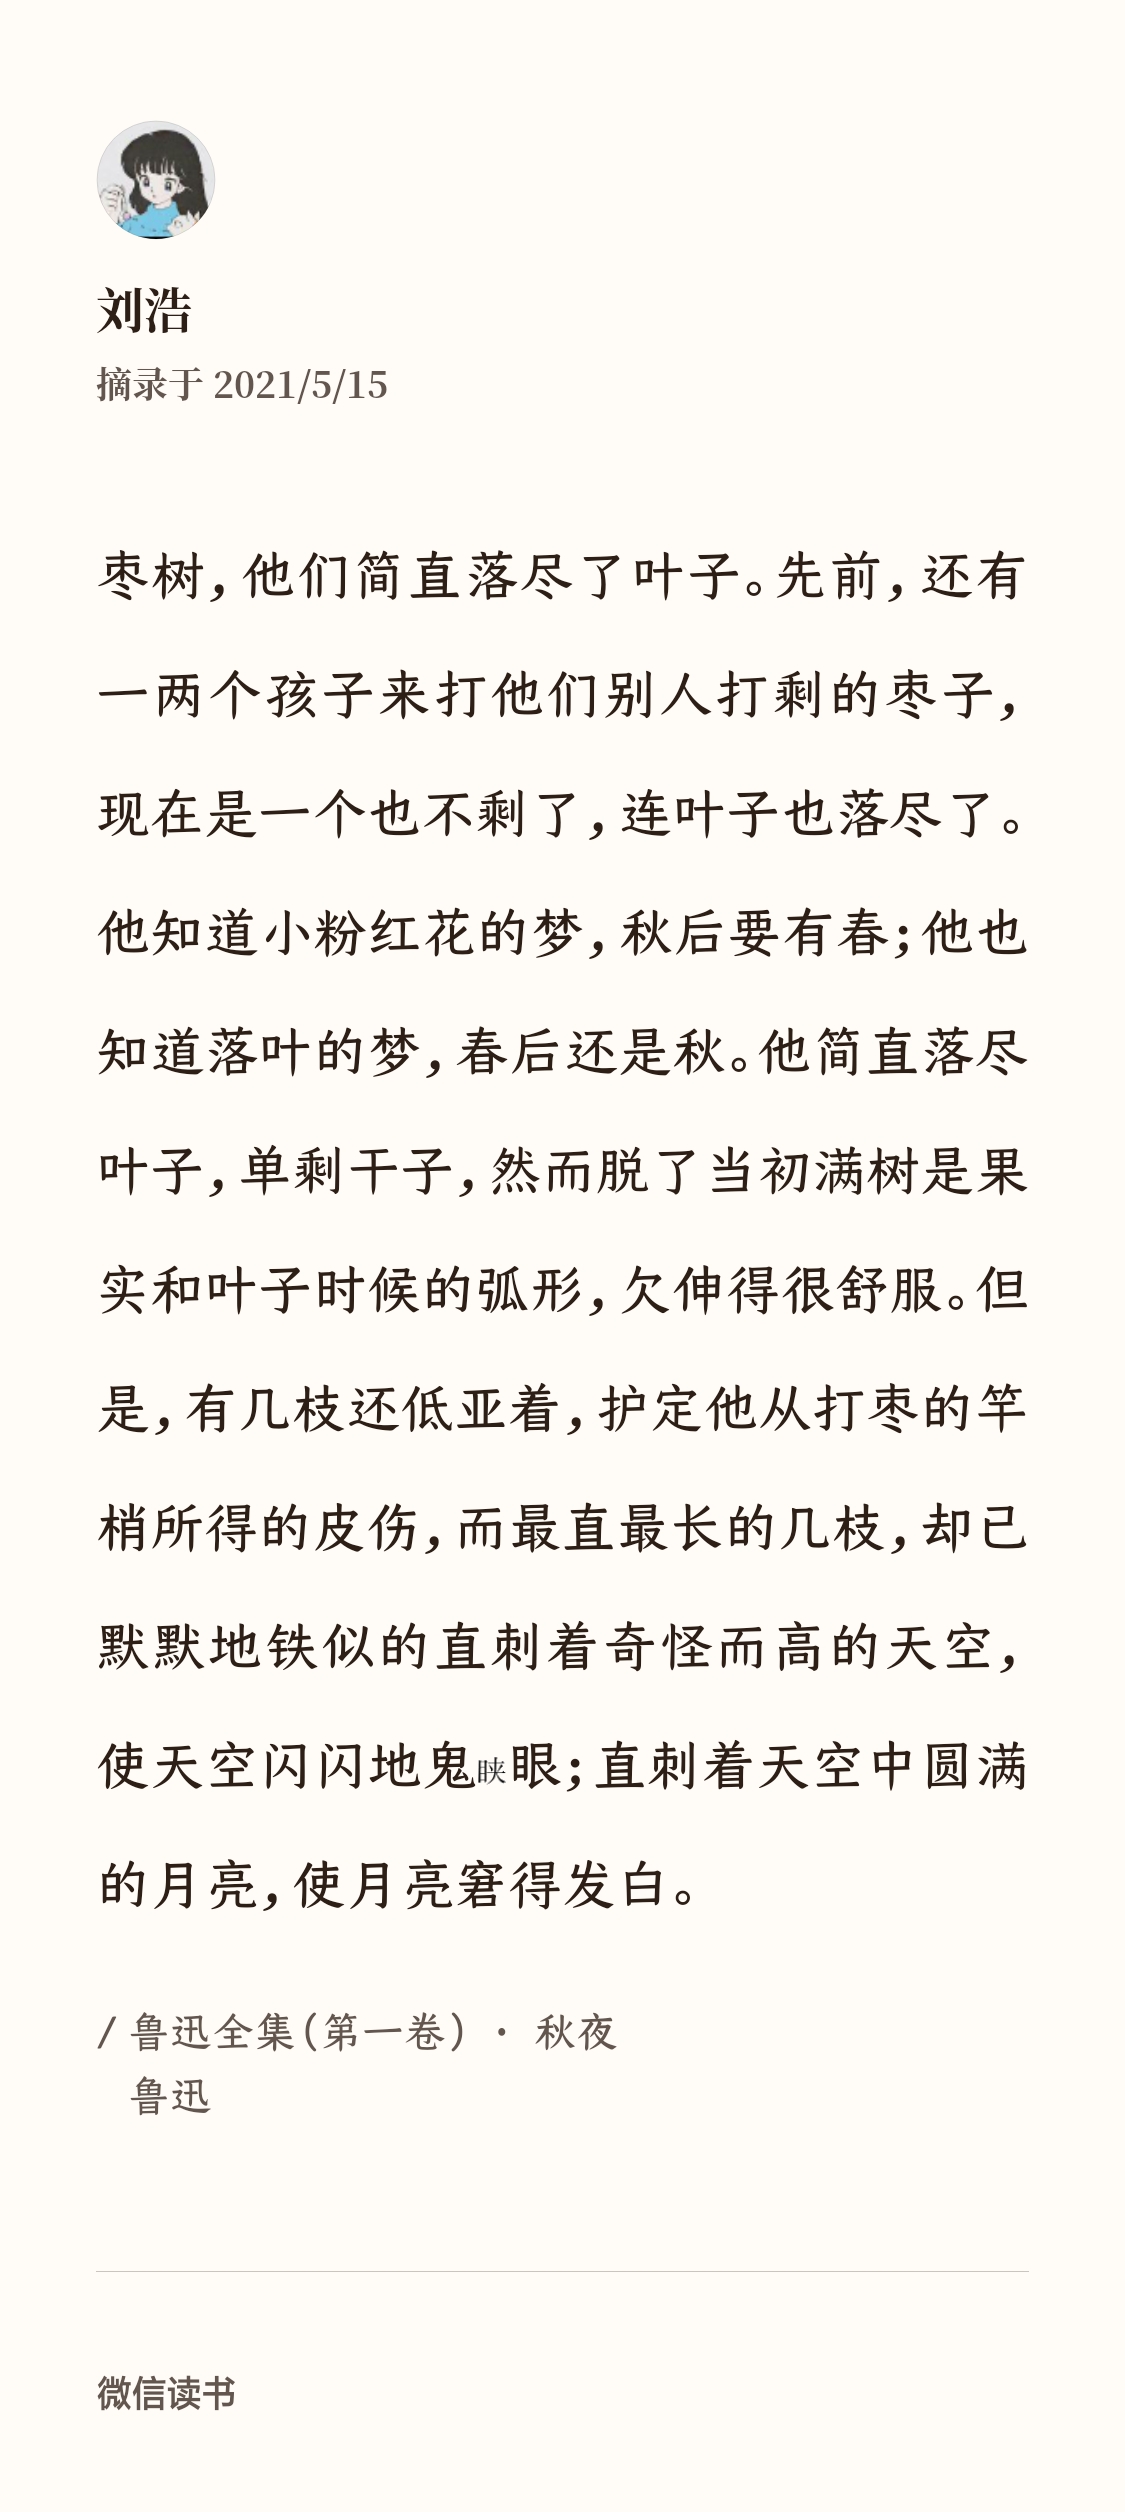 刘浩
摘录于 2021/5/15
枣树，他们简直落尽了叶子。先前，还有
一两个孩子来打他们别人打剩的枣子，
现在是一个也不剩了，连叶子也落尽了。
他知道小粉红花的梦，秋后要有春；他也
知道落叶的梦，春后还是秋。他简直落尽
叶子，单剩干子，然而脱了当初满树是果
实和叶子时候的弧形，欠伸得很舒服。但
是，有几枝还低亚着，护定他从打枣的竿
梢所得的皮伤，而最直最长的几枝，却已
默默地铁似的直刺着奇怪而高的天空，
使天空闪闪地鬼䀹眼；直刺着天空中圆满
的月亮，使月亮窘得发白。
/ 鲁迅全集（第一卷） · 秋夜
鲁迅
微信读书